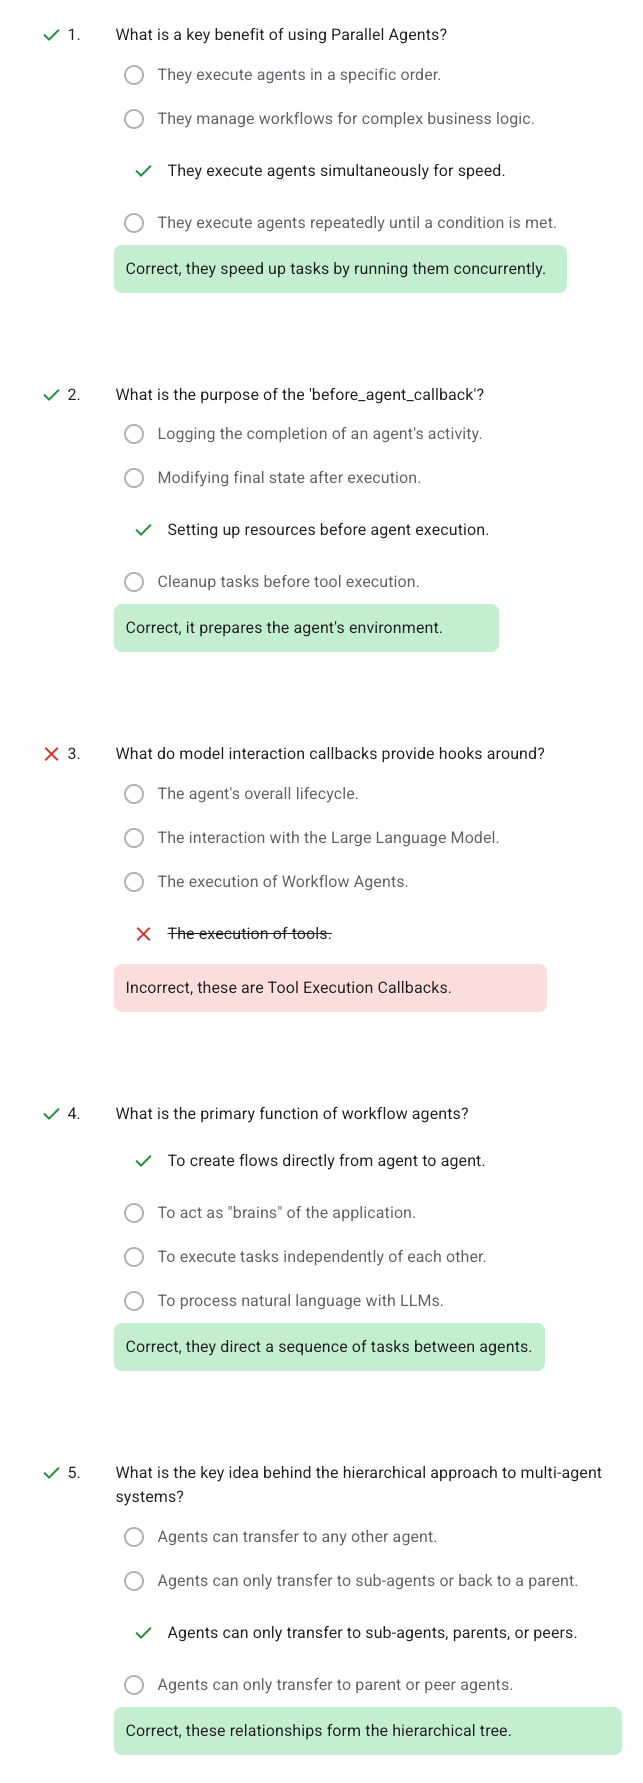 1. What is a key benefit of using Parallel Agents?
They execute agents in a specific order.
They manage workflows for complex business logic.
They execute agents simultaneously for speed.
They execute agents repeatedly until a condition is met.
Correct, they speed up tasks by running them concurrently.
2. What is the purpose of the 'before_agent_callback'?
Logging the completion of an agent's activity.
Modifying final state after execution.
Setting up resources before agent execution.
Cleanup tasks before tool execution.
Correct, it prepares the agent's environment.
3. What do model interaction callbacks provide hooks around?
The agent's overall lifecycle.
The interaction with the Large Language Model.
The execution of Workflow Agents.
The execution of tools.
Incorrect, these are Tool Execution Callbacks.
4. What is the primary function of workflow agents?
To create flows directly from agent to agent.
To act as "brains" of the application.
To execute tasks independently of each other.
To process natural language with LLMs.
Correct, they direct a sequence of tasks between agents.
5. What is the key idea behind the hierarchical approach to multi-agent
systems?
Agents can transfer to any other agent.
Agents can only transfer to sub-agents or back to a parent.
Agents can only transfer to sub-agents, parents, or peers.
Agents can only transfer to parent or peer agents.
Correct, these relationships form the hierarchical tree.